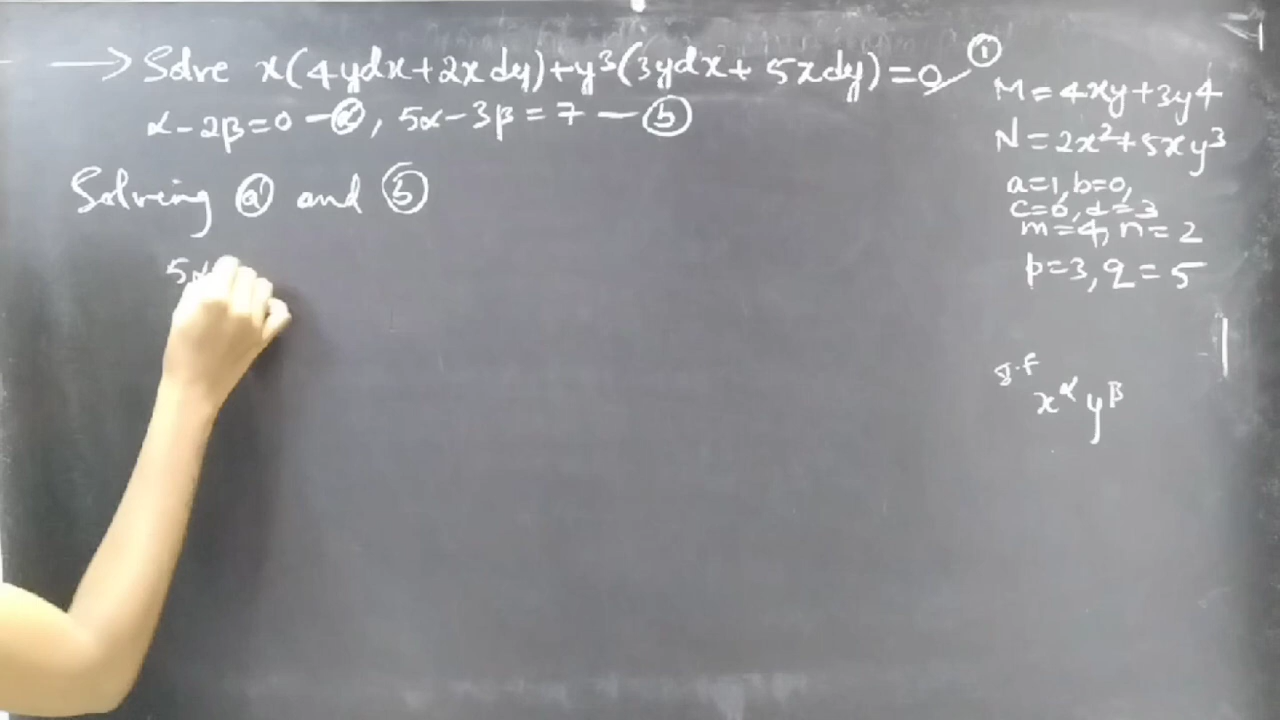 → Solve x(4ydx+2xdy)+y³(3ydx+5xdy)=0 ①
α-2β=0 - ⓐ, 5α-3β=7 - ⓑ
Solving ⓐ and ⓑ
5α
M=4xy+3y4
N=2x²+5xy³
a=1, b=0,
c=0, d=3
m=4, n=2
p=3, q=5
I.F
x^α y^β